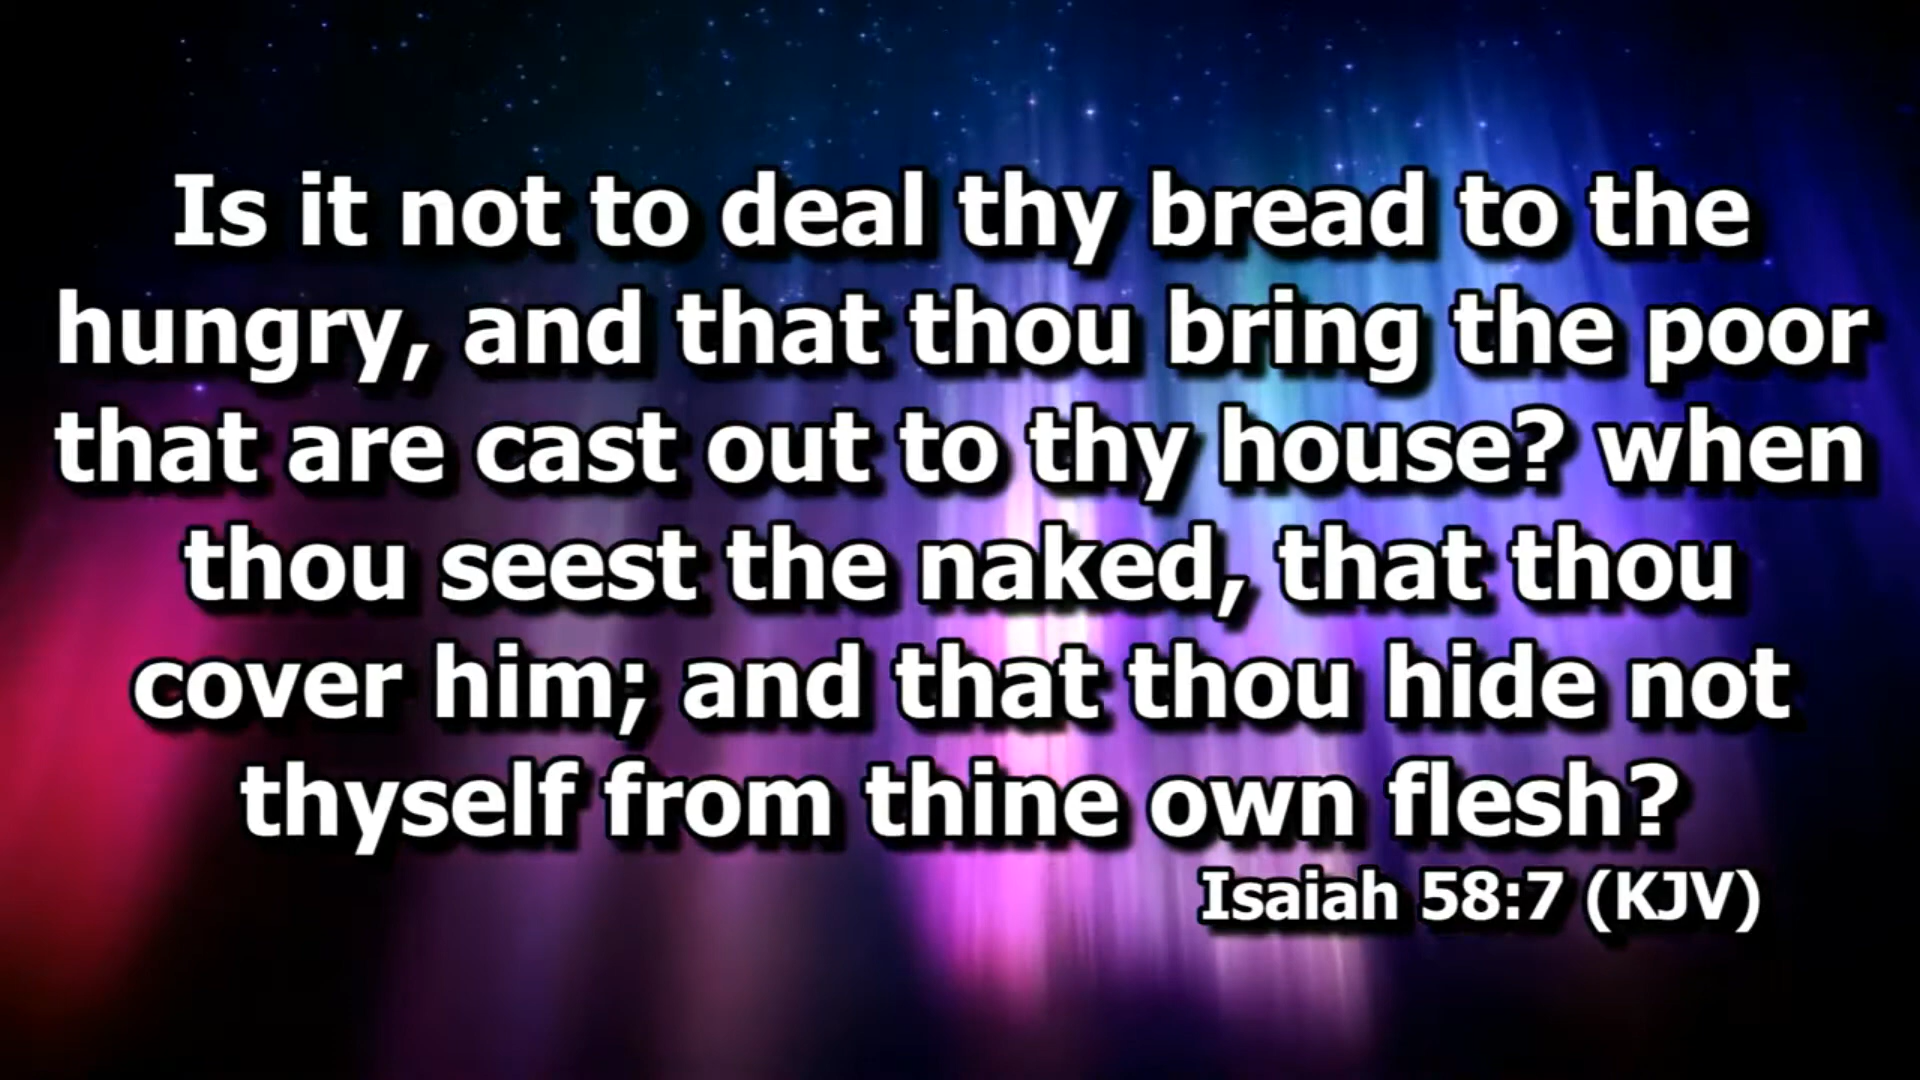 Is it not to deal thy bread to the
hungry, and that thou bring the poor
that are cast out to thy house? when
thou seest the naked, that thou
cover him; and that thou hide not
thyself from thine own flesh?
Isaiah 58:7 (KJV)